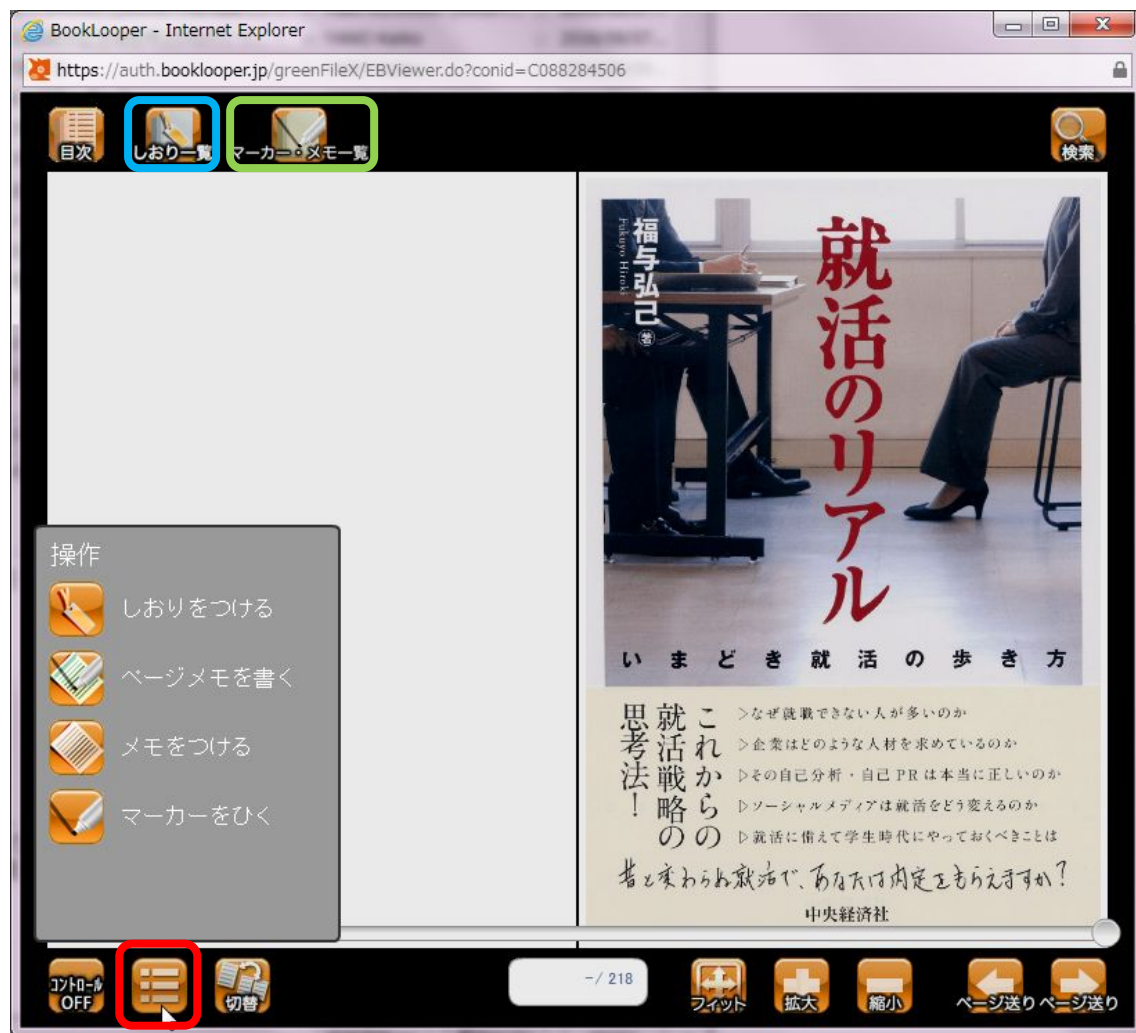 BookLooper - Internet Explorer
https://auth.booklooper.jp/greenFileX/EBViewer.do?conid=C088284506
目次
しおり一覧
マーカー・メモ一覧
検索
福与弘己 著
Fukuyo Hiroki
就活のリアル
いまどき就活の歩き方
これからの
就活戦略の
思考法！
▷なぜ就職できない人が多いのか
▷企業はどのような人材を求めているのか
▷その自己分析・自己PRは本当に正しいのか
▷ソーシャルメディアは就活をどう変えるのか
▷就活に備えて学生時代にやっておくべきことは
昔と変わらぬ就活で、あなたは内定をもらえますか?
中央経済社
操作
しおりをつける
ページメモを書く
メモをつける
マーカーをひく
コントロール
OFF
切替
-/ 218
フィット
拡大
縮小
ページ送り
ページ送り